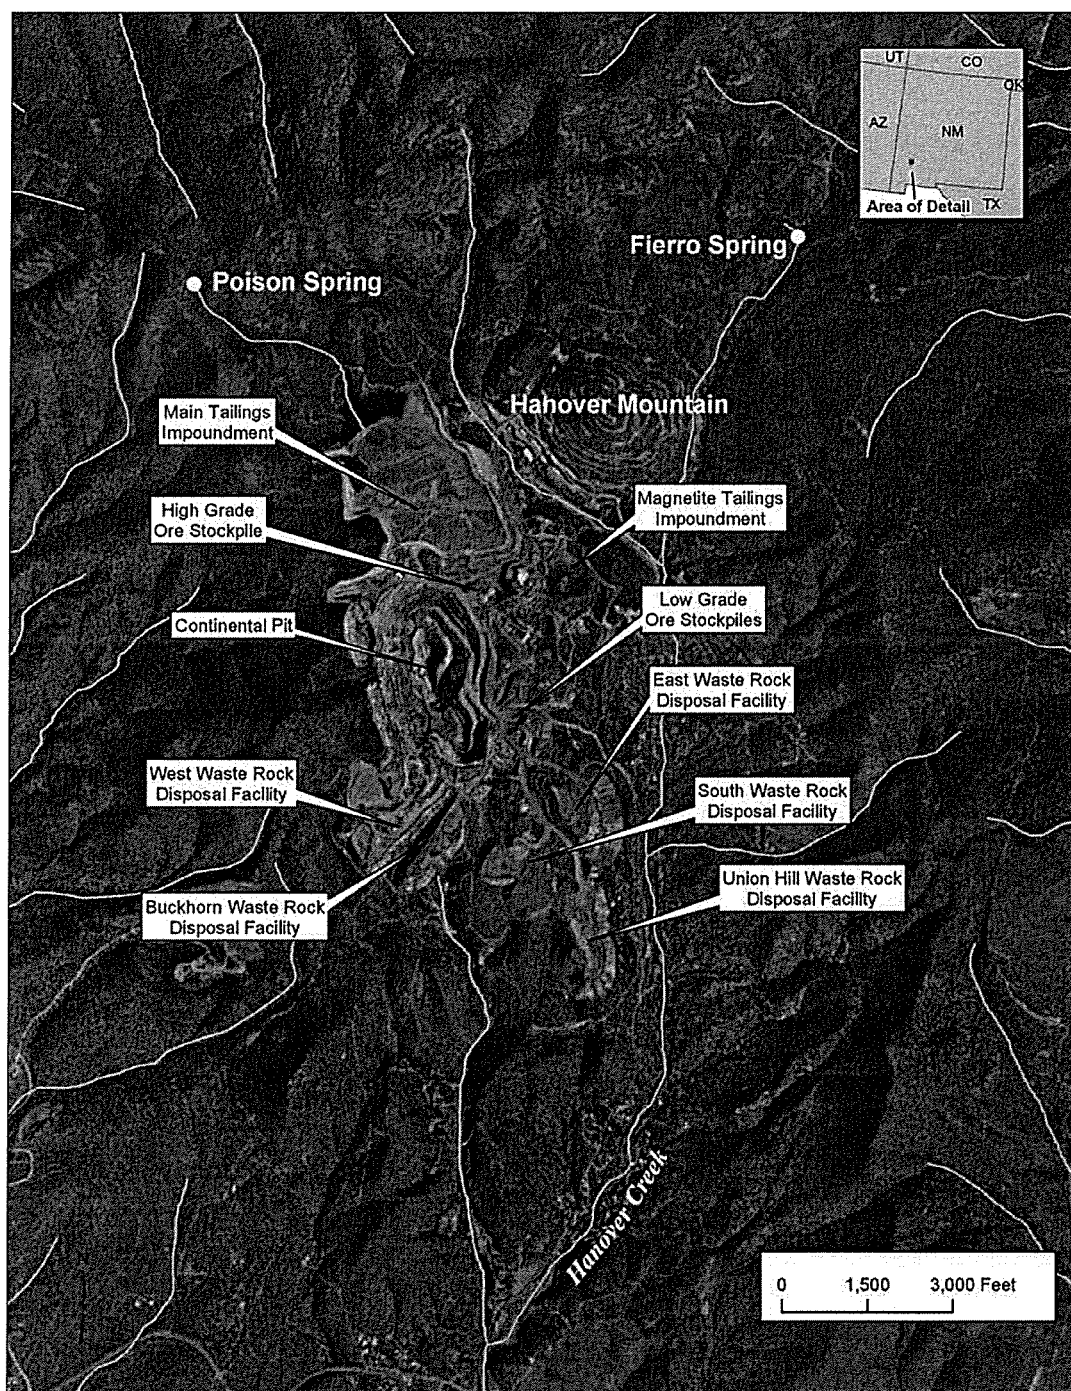 UT
CO
OK
AZ
NM
Area of Detail
TX
Fierro Spring
Poison Spring
Hanover Mountain
Main Tailings
Impoundment
Magnetite Tailings
Impoundment
High Grade
Ore Stockpile
Low Grade
Ore Stockpiles
Continental Pit
East Waste Rock
Disposal Facility
West Waste Rock
Disposal Facility
South Waste Rock
Disposal Facility
Union Hill Waste Rock
Disposal Facility
Buckhorn Waste Rock
Disposal Facility
Hanover Creek
0 1,500 3,000 Feet